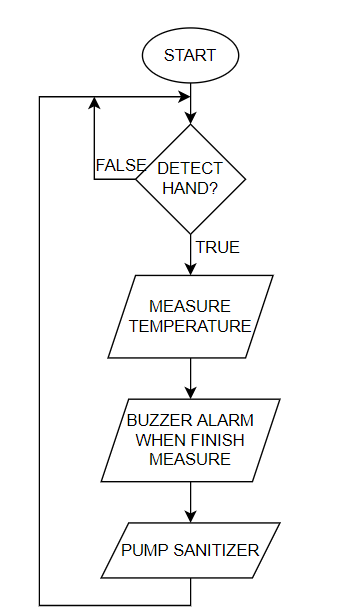 START
FALSE
DETECT
HAND?
TRUE
MEASURE
TEMPERATURE
BUZZER ALARM
WHEN FINISH
MEASURE
PUMP SANITIZER